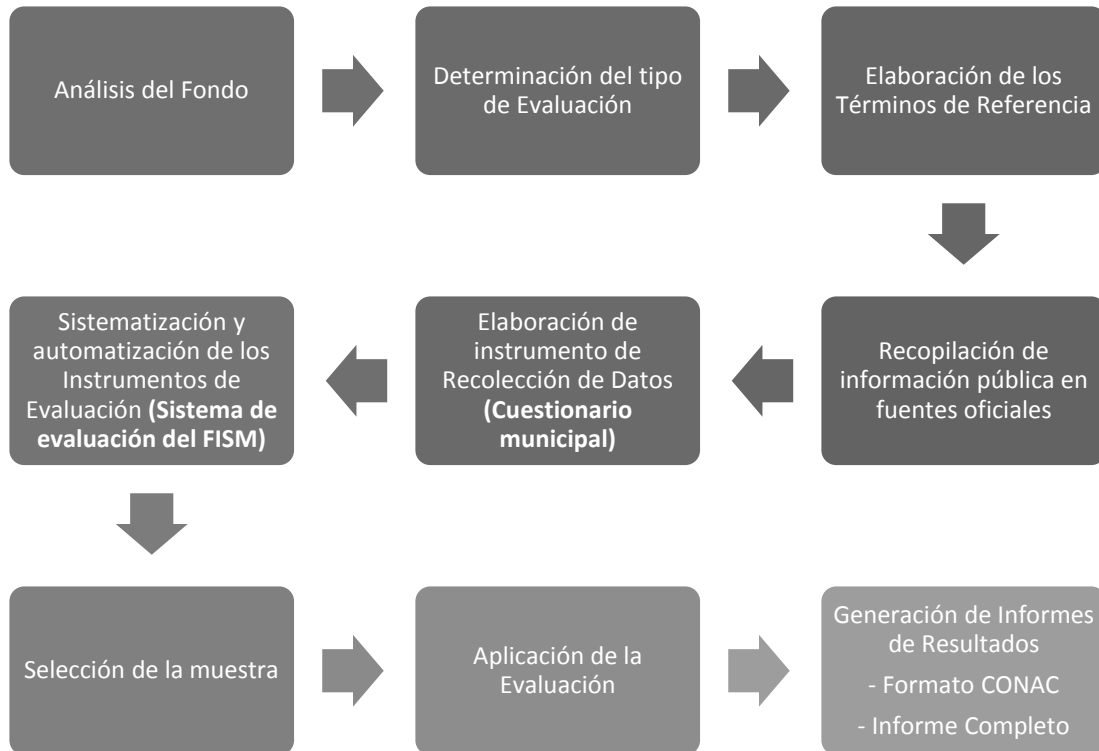 Análisis del Fondo
Determinación del tipo
de Evaluación
Elaboración de los
Términos de Referencia
Recopilación de
información pública en
fuentes oficiales
Elaboración de
instrumento de
Recolección de Datos
(Cuestionario
municipal)
Sistematización y
automatización de los
Instrumentos de
Evaluación (Sistema de
evaluación del FISM)
Selección de la muestra
Aplicación de la
Evaluación
Generación de Informes
de Resultados
- Formato CONAC
- Informe Completo